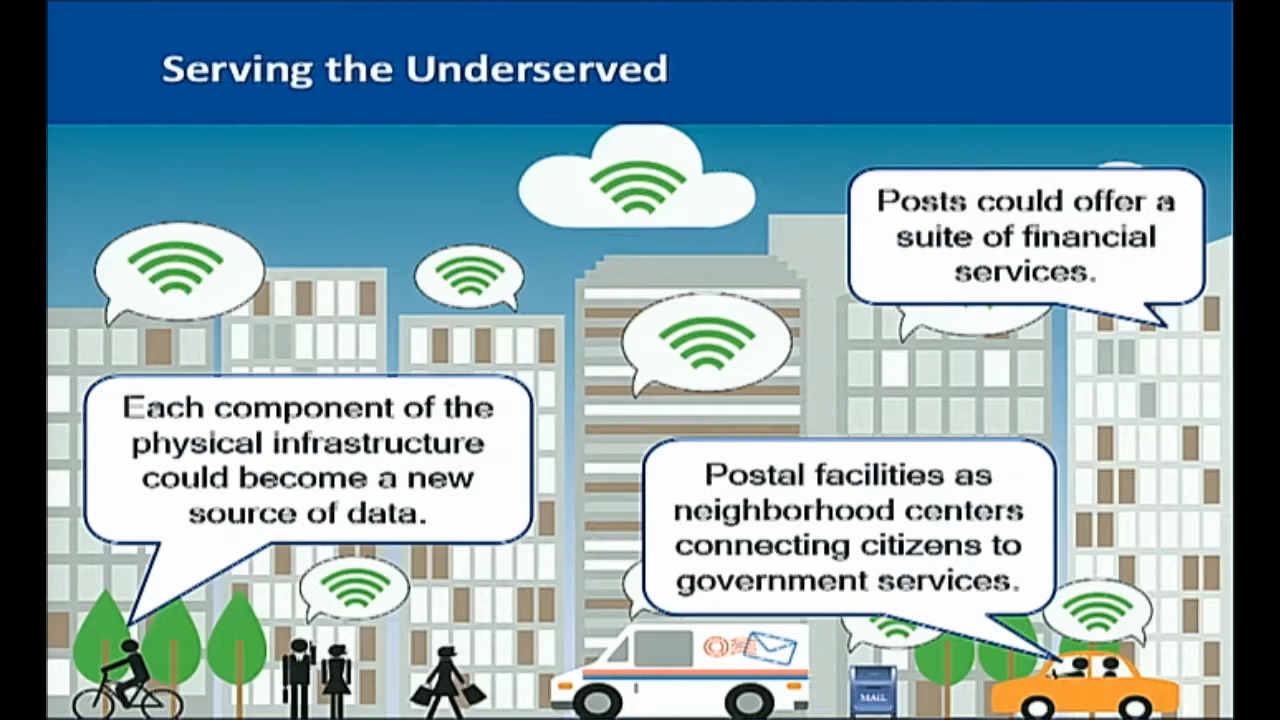 Serving the Underserved
Posts could offer a
suite of financial
services.
Each component of the
physical infrastructure
could become a new
source of data.
Postal facilities as
neighborhood centers
connecting citizens to
government services.
MAIL